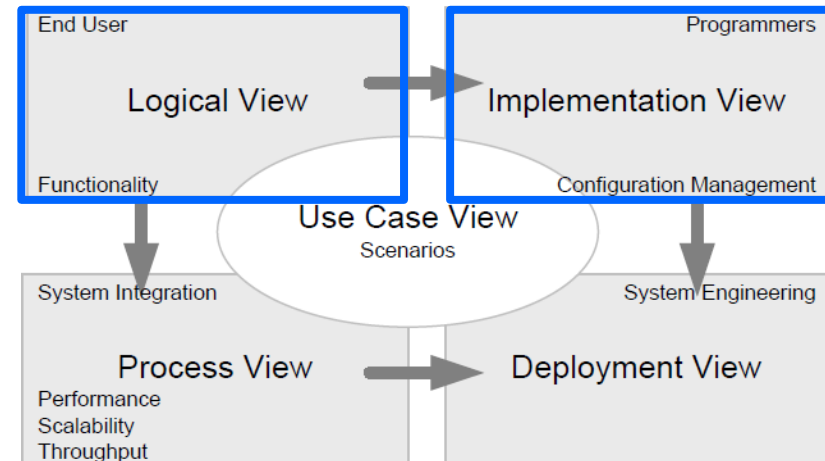 End User
Logical View
Functionality
Programmers
Implementation View
Configuration Management
Use Case View
Scenarios
System Integration
Process View
Performance
Scalability
Throughput
System Engineering
Deployment View